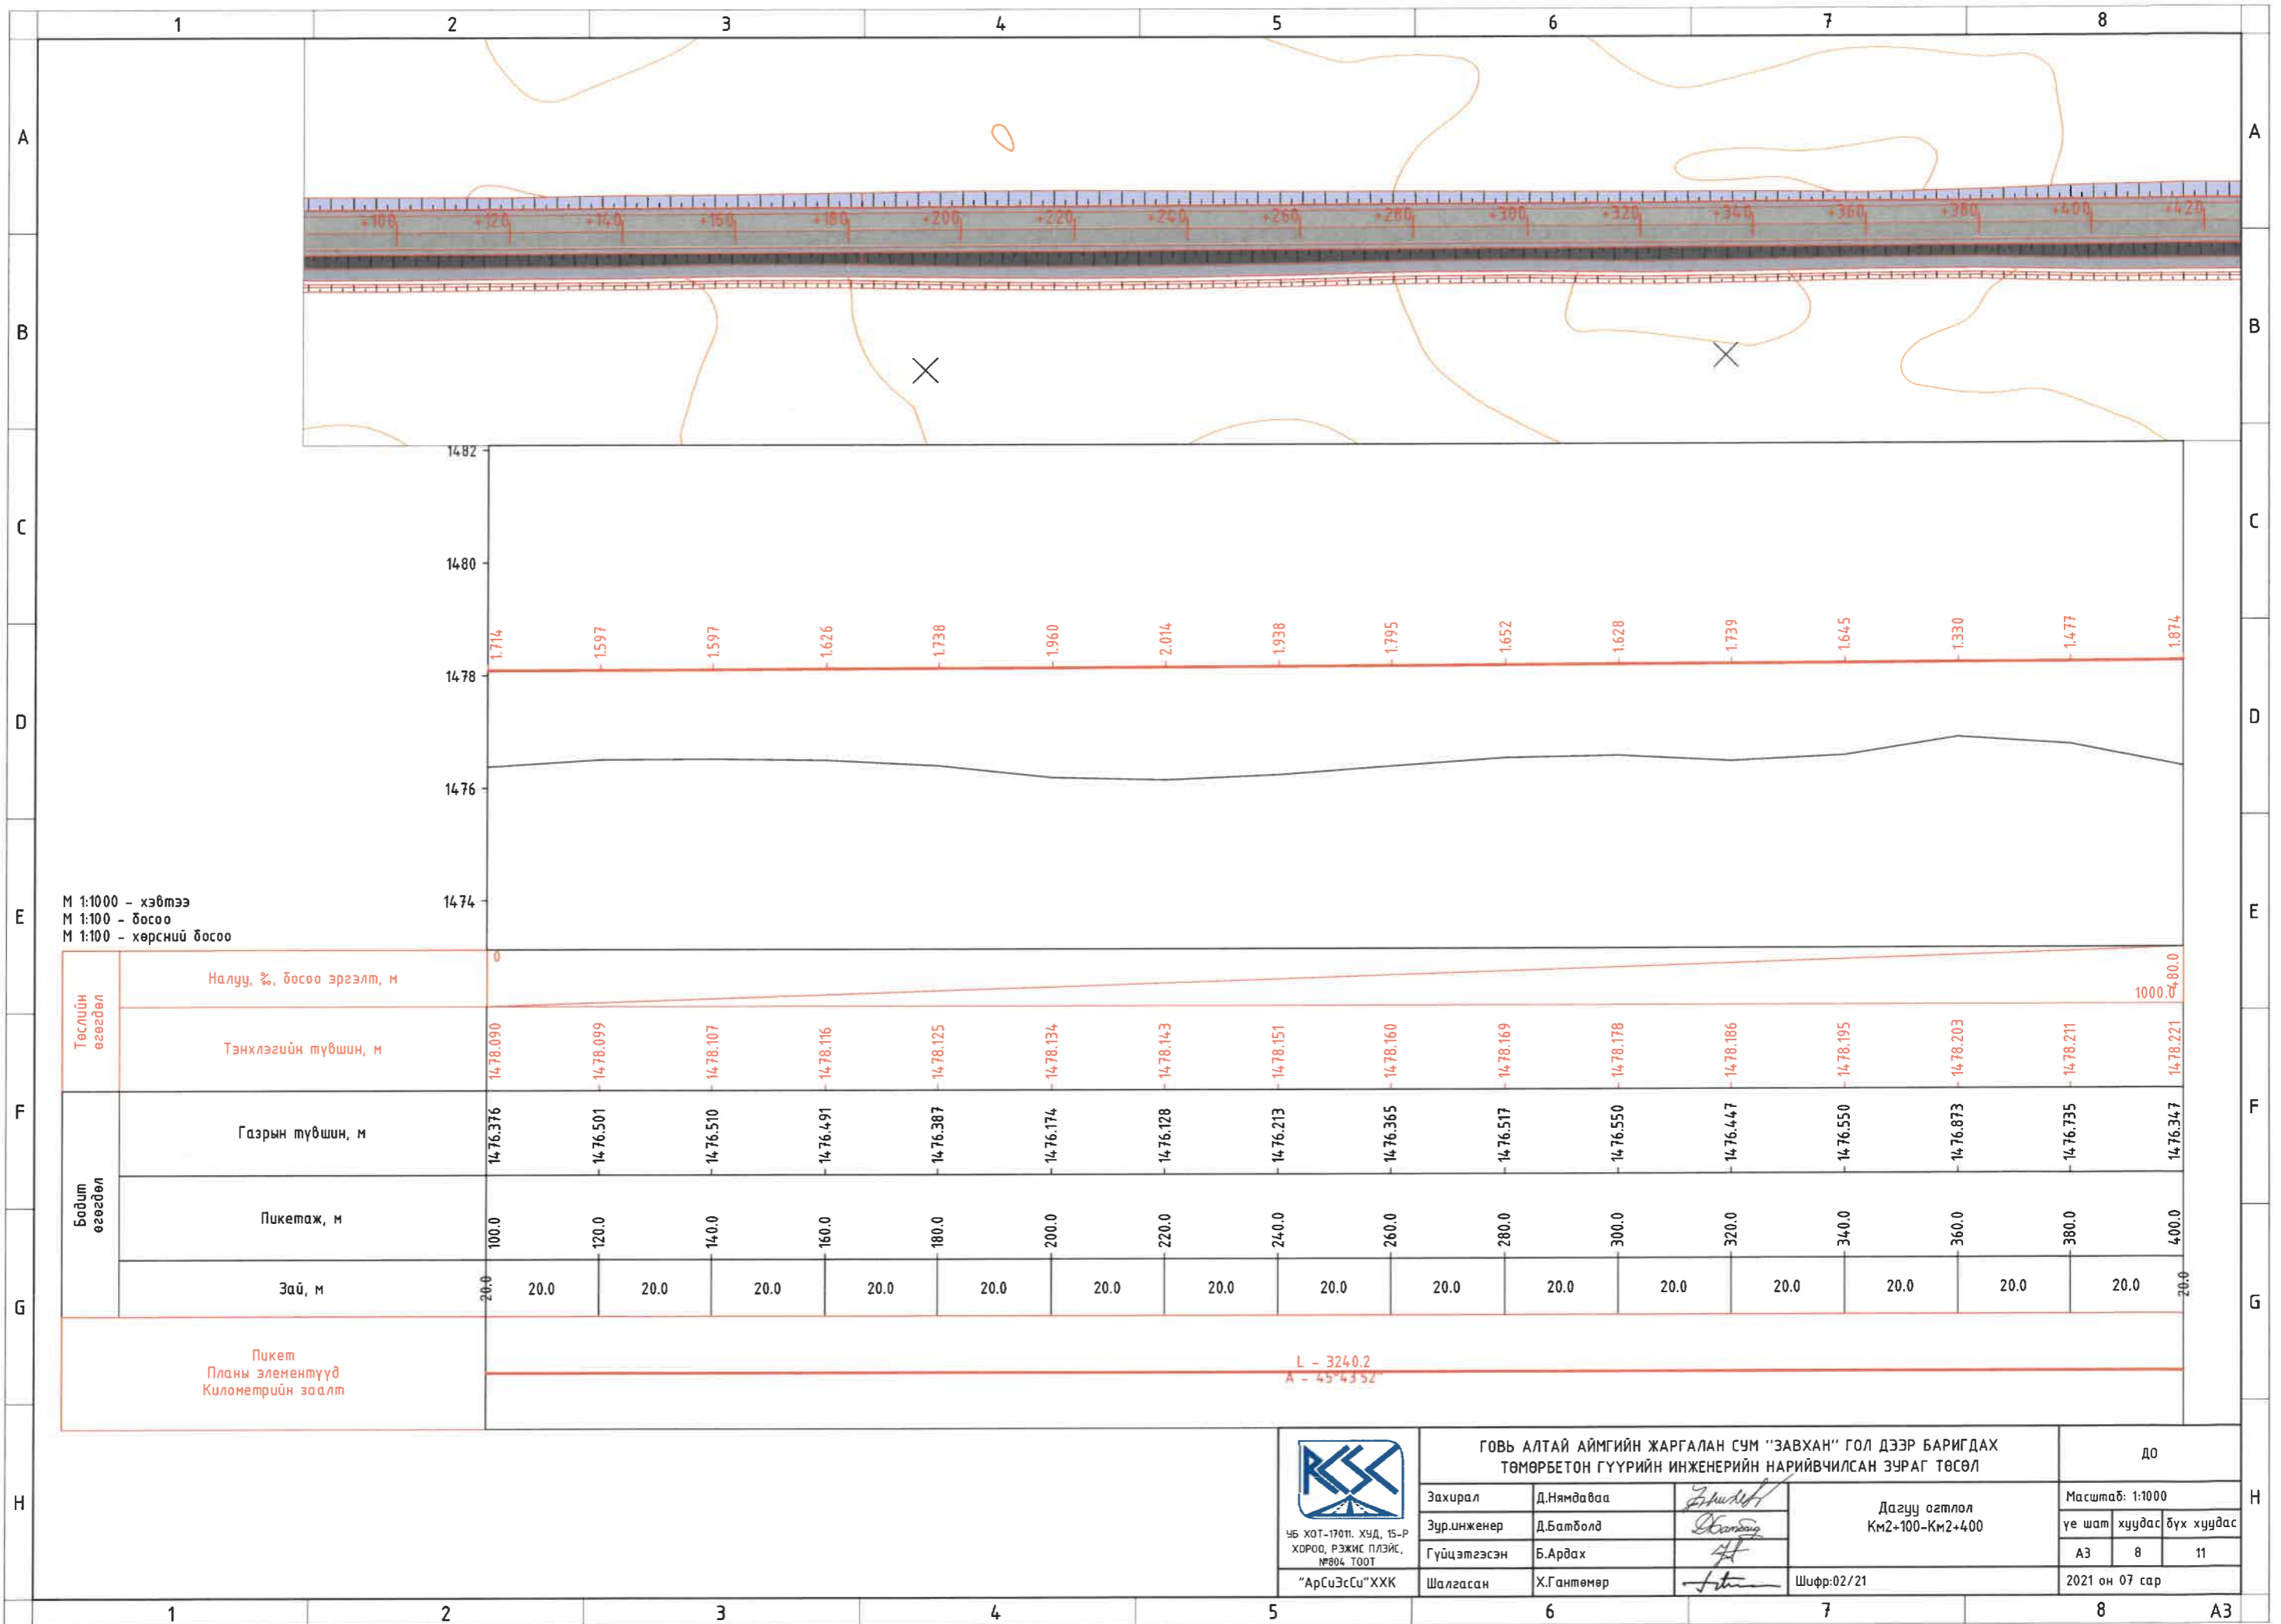 1 2 3 4 5 6 7 8
A A
+100 +120 +140 +160 +180 +200 +220 +240 +260 +280 +300 +320 +340 +360 +380 +400 +420
B B
1482
C C
1480
1.714 1.597 1.597 1.626 1.738 1.960 2.014 1.938 1.795 1.652 1.628 1.739 1.645 1.330 1.477 1.874
1478
D D
1476
1474
E E
М 1:1000 - хэвтээ
М 1:100 - босоо
М 1:100 - хөрсний босоо
Төслийн өгөгдөл
Налуу, ‰, босоо эргэлт, м
0
1000.0
480.0
Тэнхлэгийн түвшин, м
1478.090 1478.099 1478.107 1478.116 1478.125 1478.134 1478.143 1478.151 1478.160 1478.169 1478.178 1478.186 1478.195 1478.203 1478.211 1478.221
F F
Бодит өгөгдөл
Газрын түвшин, м
1476.376 1476.501 1476.510 1476.491 1476.387 1476.174 1476.128 1476.213 1476.365 1476.517 1476.550 1476.447 1476.550 1476.873 1476.735 1476.347
Пикетаж, м
1000.0 120.0 140.0 160.0 180.0 200.0 220.0 240.0 260.0 280.0 300.0 320.0 340.0 360.0 380.0 400.0
G G
Зай, м
20.0 20.0 20.0 20.0 20.0 20.0 20.0 20.0 20.0 20.0 20.0 20.0 20.0 20.0 20.0 20.0 20.0
Пикет
Планы элементүүд
Километрийн заалт
L - 3240.2
A - 45°43'52"
H H
RCSC
УБ ХОТ-17011. ХУД, 15-Р
ХОРОО, РЭЖИС ПЛЭЙС,
№804 ТООТ
"АрСиЭсСи"ХХК
ГОВЬ АЛТАЙ АЙМГИЙН ЖАРГАЛАН СУМ "ЗАВХАН" ГОЛ ДЭЭР БАРИГДАХ
ТӨМӨРБЕТОН ГҮҮРИЙН ИНЖЕНЕРИЙН НАРИЙВЧИЛСАН ЗУРАГ ТӨСӨЛ
ДО
Захирал Д.Нямдаваа
Зур.инженер Д.Батболд
Гүйцэтгэсэн Б.Ардах
Шалгасан Х.Гантөмөр
Дагуу огтлол
Км2+100-Км2+400
Шифр:02/21
Масштаб: 1:1000
үе шат хуудас бүх хуудас
А3 8 11
2021 он 07 сар
1 2 3 4 5 6 7 8 А3